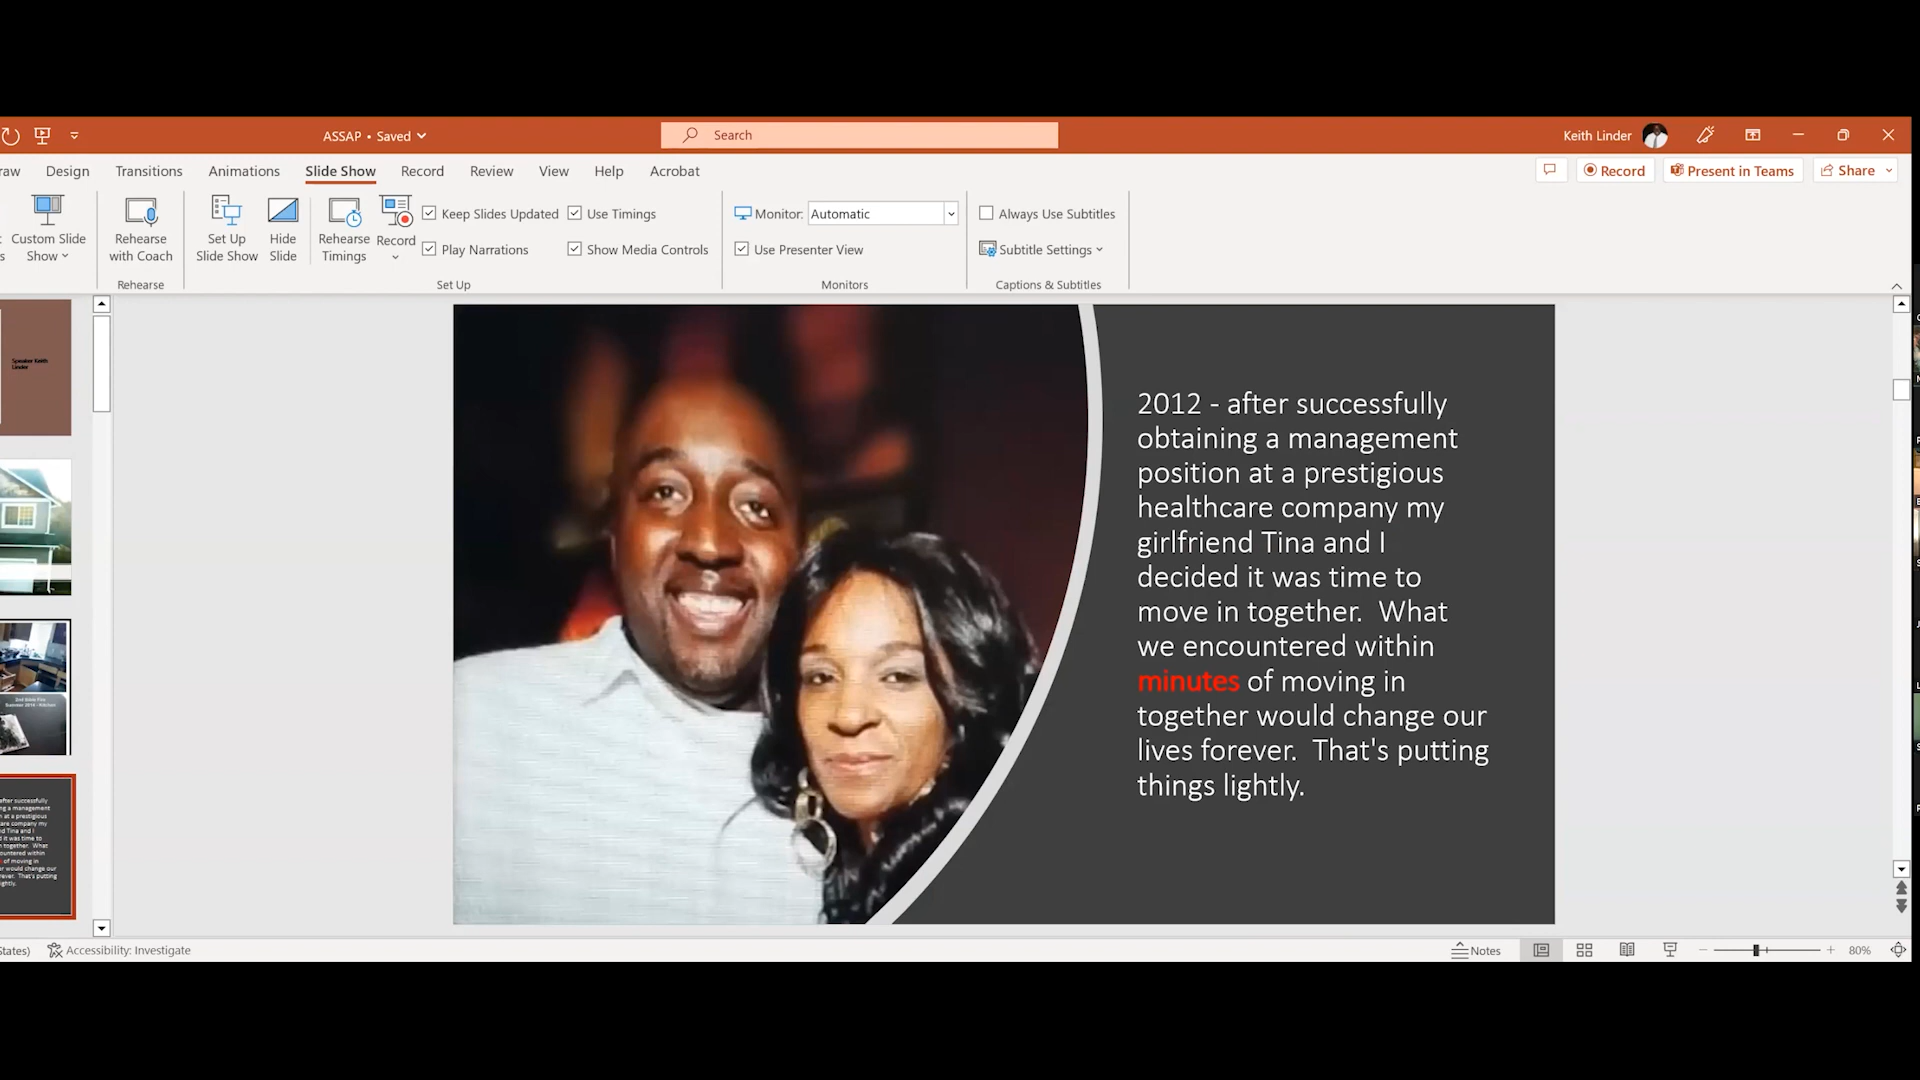 ASSAP • Saved
Search
Keith Linder
Design
Transitions
Animations
Slide Show
Record
Review
View
Help
Acrobat
Record
Present in Teams
Share
Custom Slide
Show
Rehearse
with Coach
Rehearse
Set Up
Slide Show
Hide
Slide
Rehearse
Timings
Record
Keep Slides Updated
Use Timings
Play Narrations
Show Media Controls
Set Up
Monitor: Automatic
Use Presenter View
Monitors
Always Use Subtitles
Subtitle Settings
Captions & Subtitles
Speaker Keith
Linder
2012 - after successfully
obtaining a management
position at a prestigious
healthcare company my
girlfriend Tina and I
decided it was time to
move in together. What
we encountered within
minutes of moving in
together would change our
lives forever. That's putting
things lightly.
Accessibility: Investigate
Notes
80%